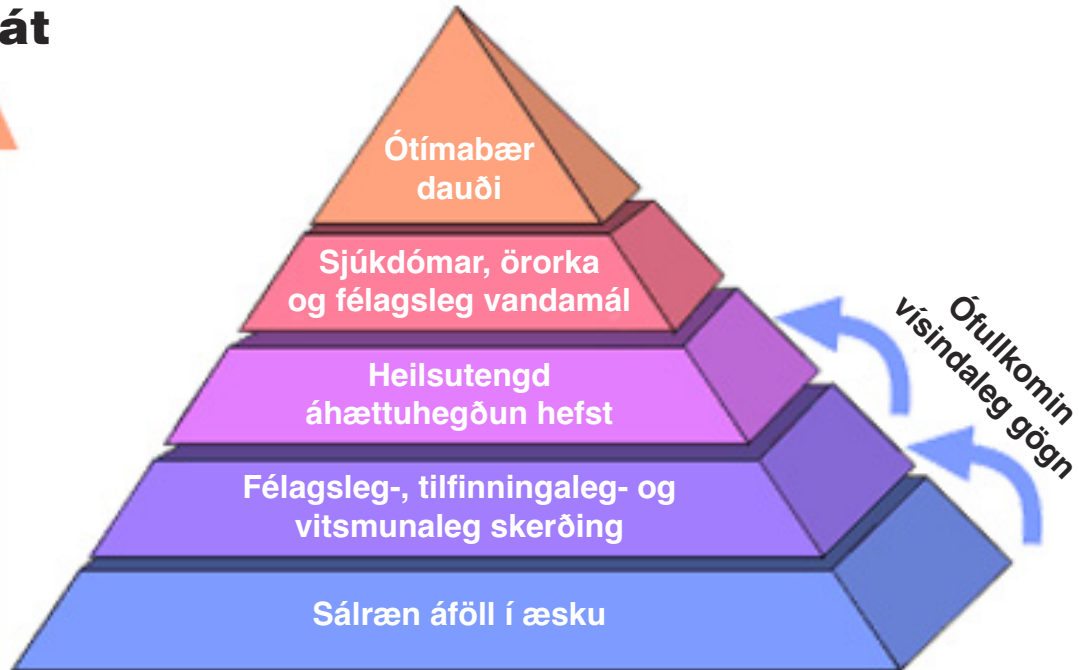 át
Ótímabær
dauði
Sjúkdómar, örorka
og félagsleg vandamál
Heilsutengd
áhættuhegðun hefst
Félagsleg-, tilfinningaleg- og
vitsmunaleg skerðing
Sálræn áföll í æsku
Ófullkomin
vísindaleg gögn